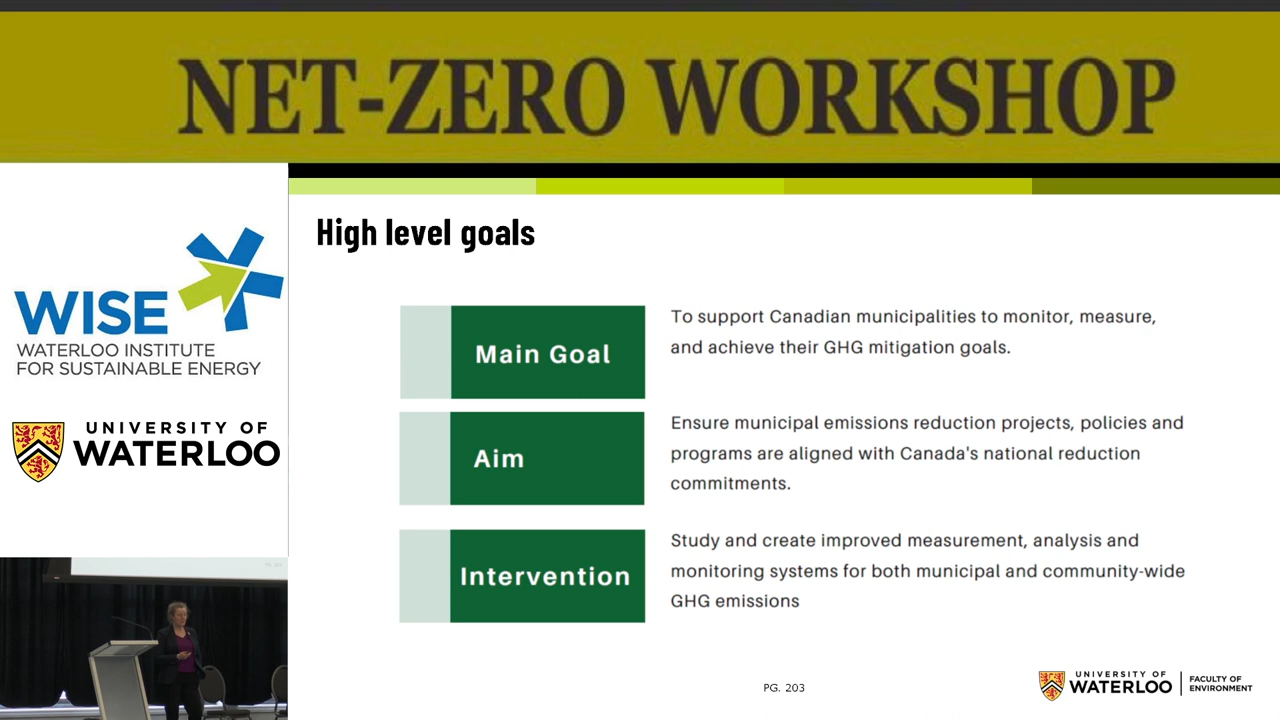 NET-ZERO WORKSHOP
WISE
WATERLOO INSTITUTE
FOR SUSTAINABLE ENERGY
UNIVERSITY OF
WATERLOO
High level goals
Main Goal
To support Canadian municipalities to monitor, measure,
and achieve their GHG mitigation goals.
Aim
Ensure municipal emissions reduction projects, policies and
programs are aligned with Canada's national reduction
commitments.
Intervention
Study and create improved measurement, analysis and
monitoring systems for both municipal and community-wide
GHG emissions
PG. 203
UNIVERSITY OF
WATERLOO
FACULTY OF
ENVIRONMENT